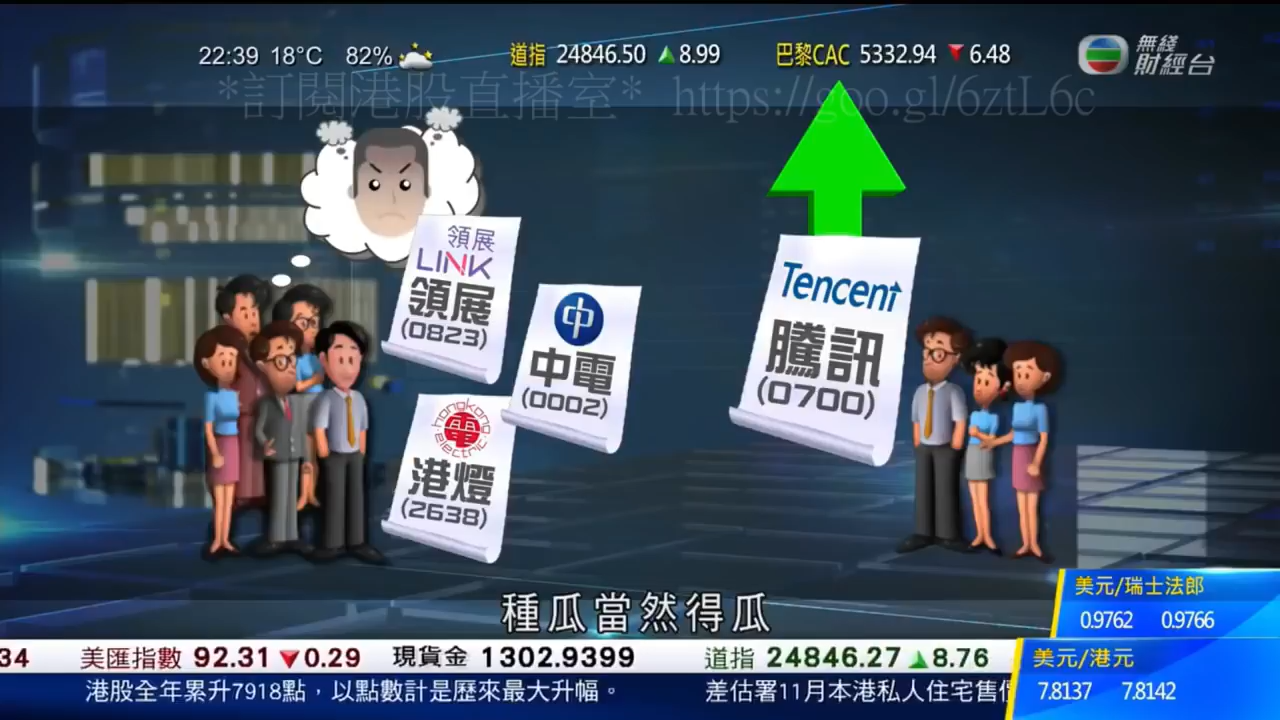 22:39 18°C 82% 道指 24846.50 8.99 巴黎CAC 5332.94 6.48
無綫
財經台
*訂閱港股直播室* https://goo.gl/6ztL6c
領展
LINK
領展
(0823)
中電
(0002)
hongkong
電
electric
港燈
(2638)
Tencent
騰訊
(0700)
種瓜當然得瓜
美元/瑞士法郎
0.9762 0.9766
34 美匯指數 92.31 0.29 現貨金 1302.9399 道指 24846.27 8.76
美元/港元
7.8137 7.8142
港股全年累升7918點，以點數計是歷來最大升幅。 差估署11月本港私人住宅售